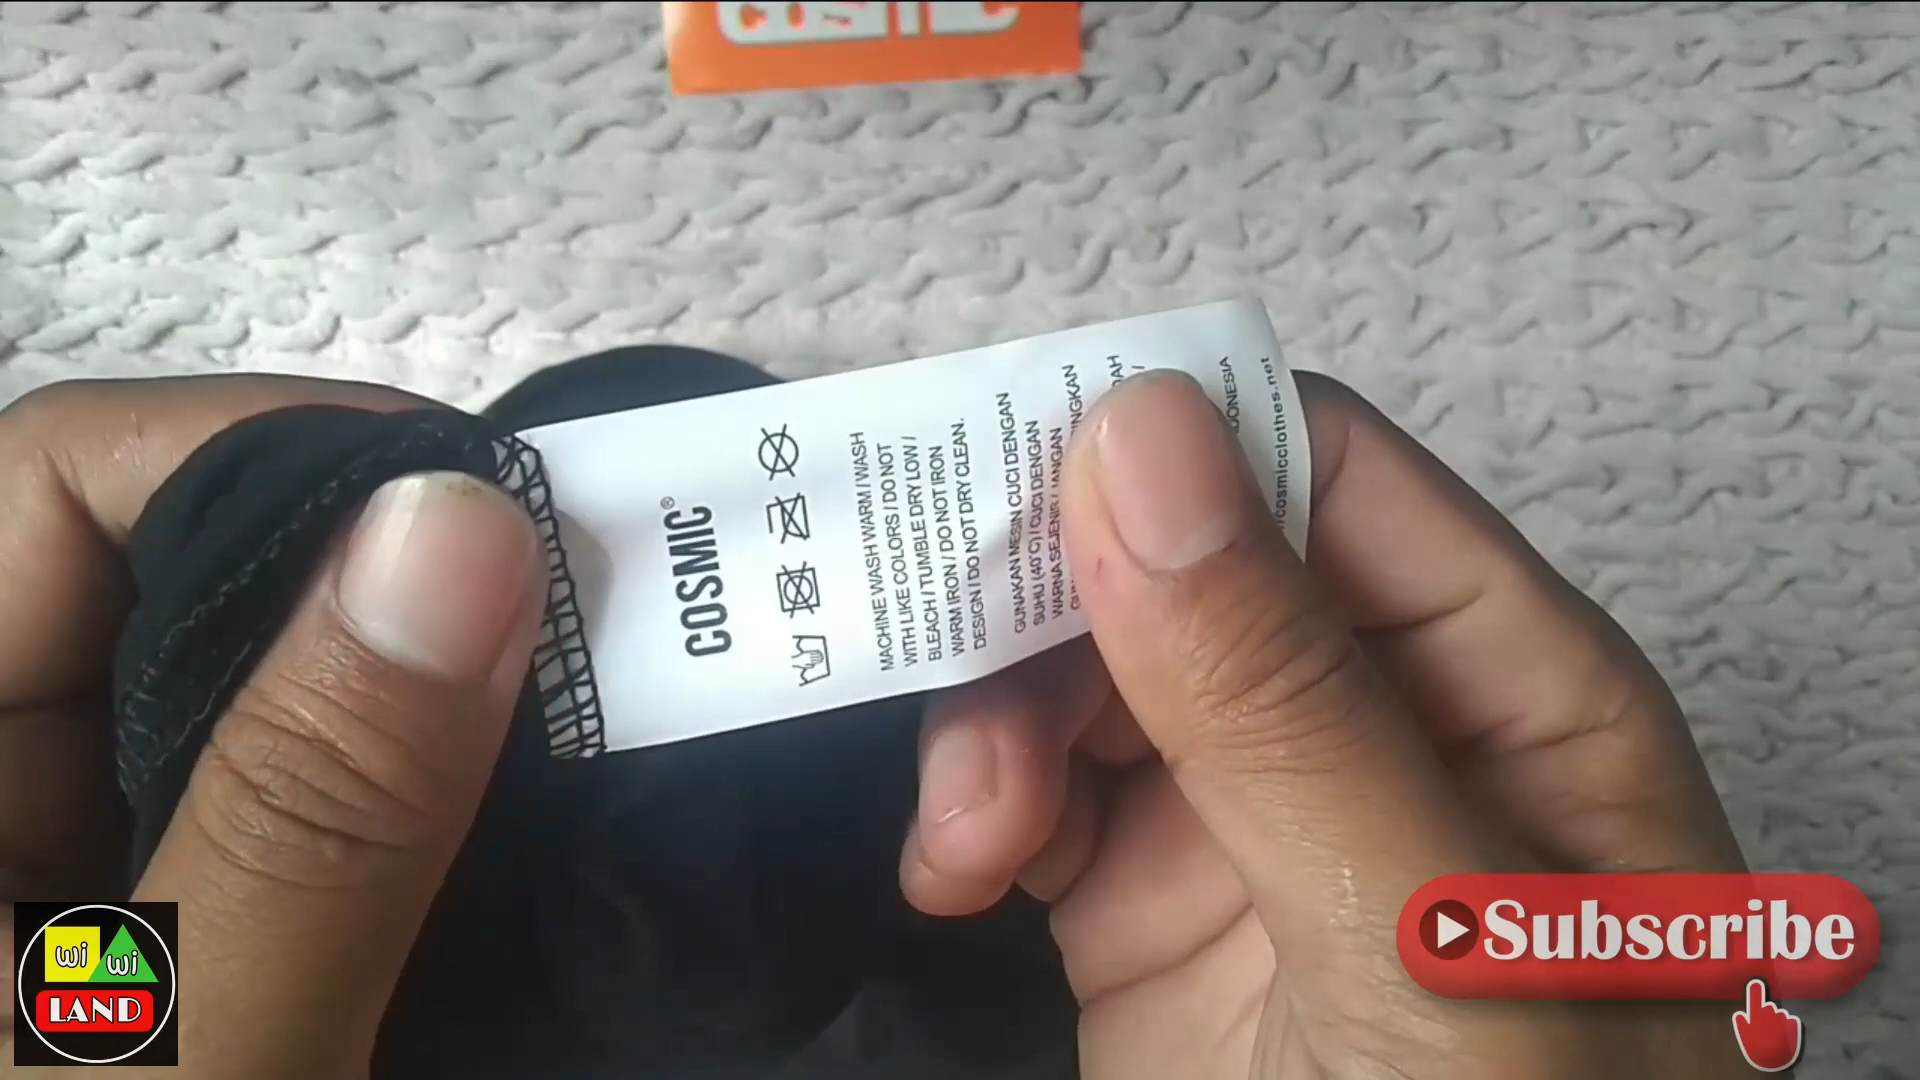 COSMIC
COSMIC®
MACHINE WASH WARM / WASH
WITH LIKE COLORS / DO NOT
BLEACH / TUMBLE DRY LOW /
WARM IRON / DO NOT IRON
DESIGN / DO NOT DRY CLEAN.
GUNAKAN MESIN CUCI DENGAN
SUHU (40°C) / CUCI DENGAN
WARNA SEJENIS / JANGAN
/cosmicclothes.net
wi wi
LAND
Subscribe